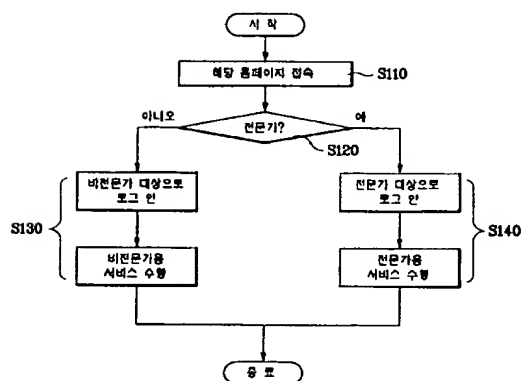 시 작
해당 홈페이지 접속
S110
아니오
전문가?
예
S120
비전문가 대상으로
로그 인
전문가 대상으로
로그 인
S130
S140
비전문가용
서비스 수행
전문가용
서비스 수행
종 료